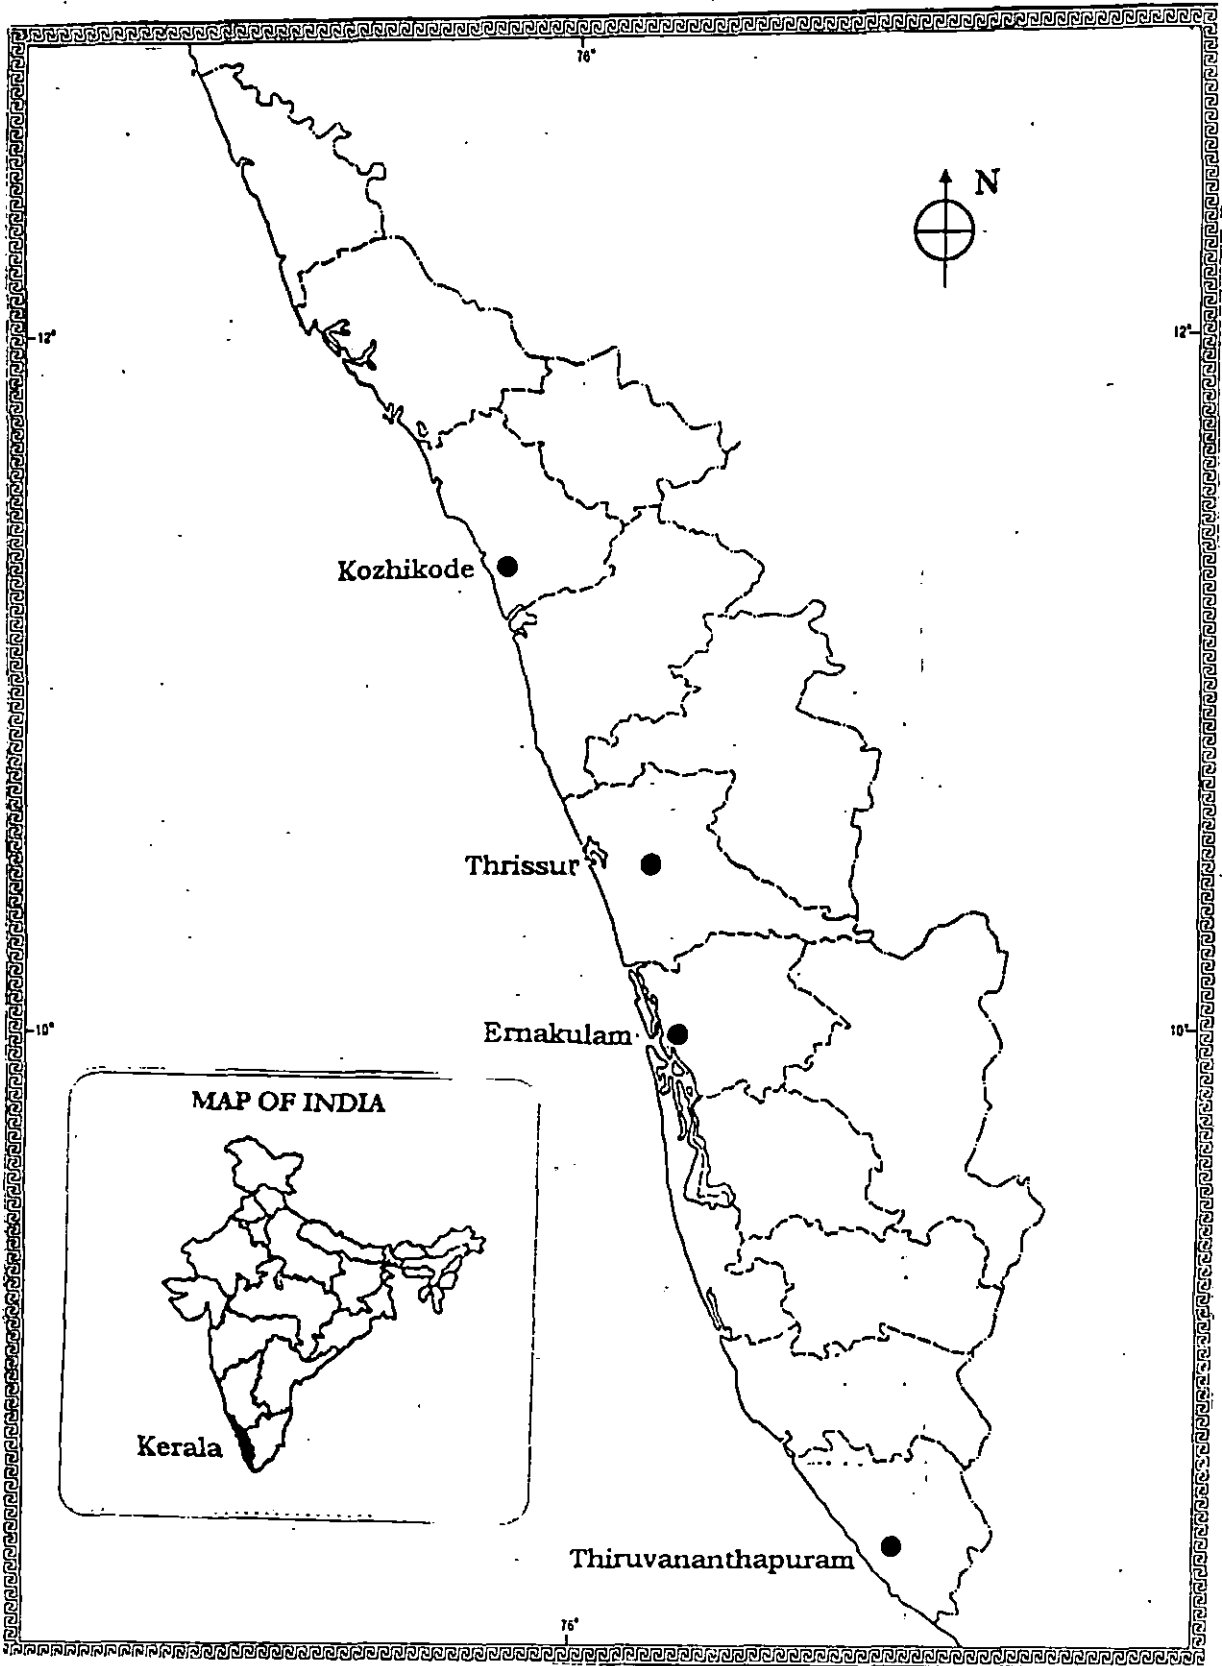 76°
N
12°
12°
Kozhikode
Thrissur
Ernakulam
10°
10°
MAP OF INDIA
Kerala
Thiruvananthapuram
76°